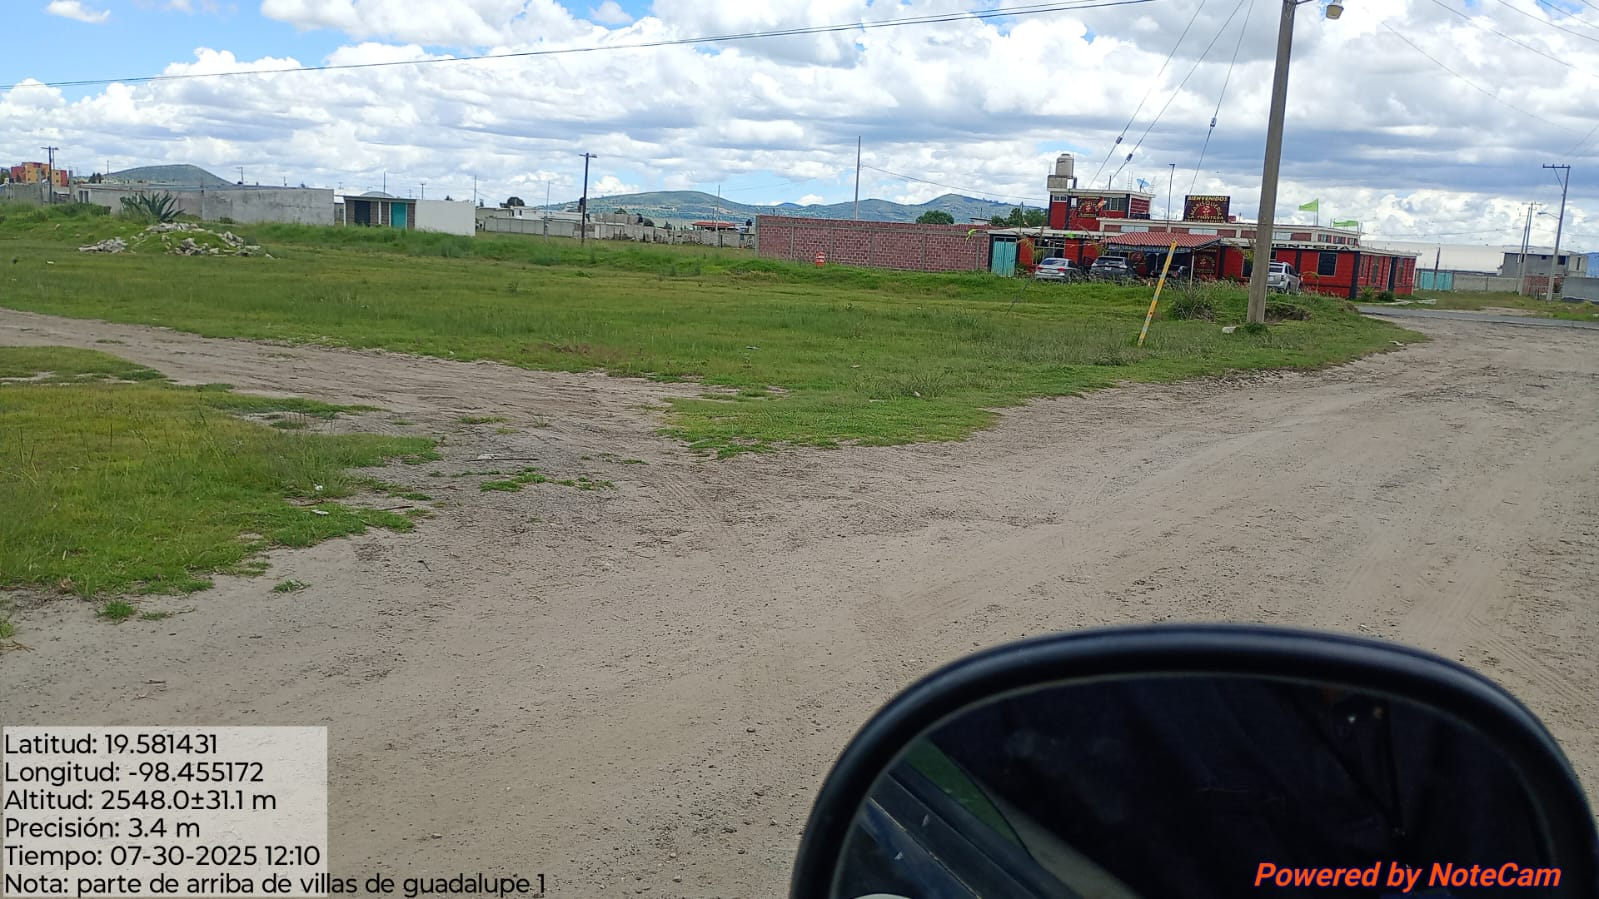 BIENVENIDOS
Latitud: 19.581431
Longitud: -98.455172
Altitud: 2548.0±31.1 m
Precisión: 3.4 m
Tiempo: 07-30-2025 12:10
Nota: parte de arriba de villas de guadalupe 1
Powered by NoteCam